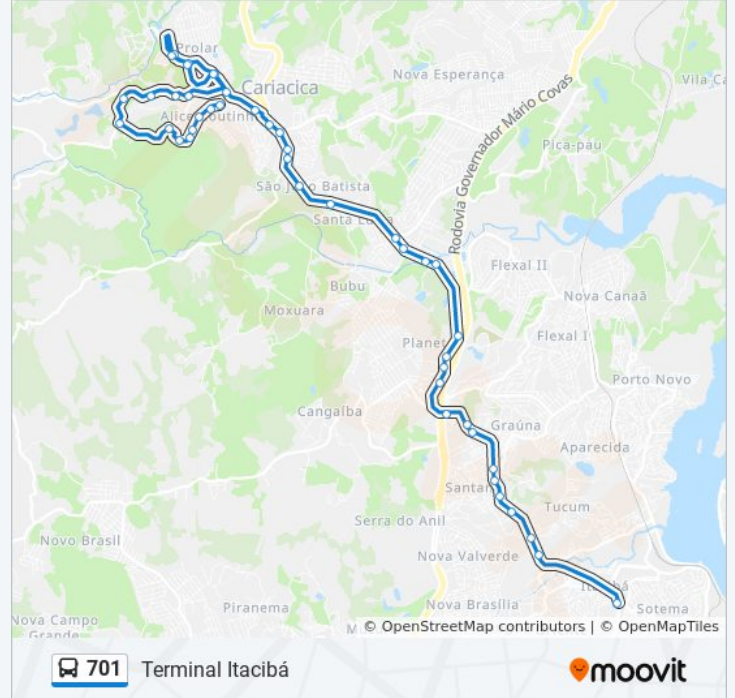 Prolar
Nova Esperança
Cariacica
Vila Ca
Rodovia Governador Mário Covas
Pica-pau
São João Batista
Santa Lu
Flexal II
Bubu
Nova Canaã
Moxuara
Planet
Flexal I
Porto Novo
Cangaíba
Graúna
Aparecida
Santan
Tucum
Serra do Anil
Novo Brasil
Nova Valverde
Piranema
Nova Brasília
Sotema
Nova Campo
Grande
© OpenStreetMap contributors | © OpenMapTiles
701 Terminal Itacibá
moovit